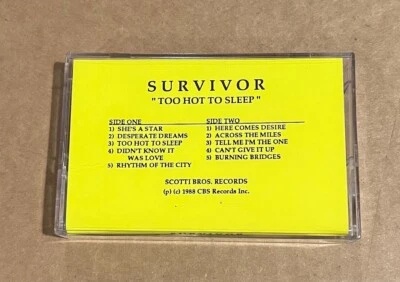 SURVIVOR
"TOO HOT TO SLEEP"
SIDE ONE
1) SHE'S A STAR
2) DESPERATE DREAMS
3) TOO HOT TO SLEEP
4) DIDN'T KNOW IT
WAS LOVE
5) RHYTHM OF THE CITY
SIDE TWO
1) HERE COMES DESIRE
2) ACROSS THE MILES
3) TELL ME I'M THE ONE
4) CAN'T GIVE IT UP
5) BURNING BRIDGES
SCOTTI BROS. RECORDS
(p) (c) 1988 CBS Records Inc.